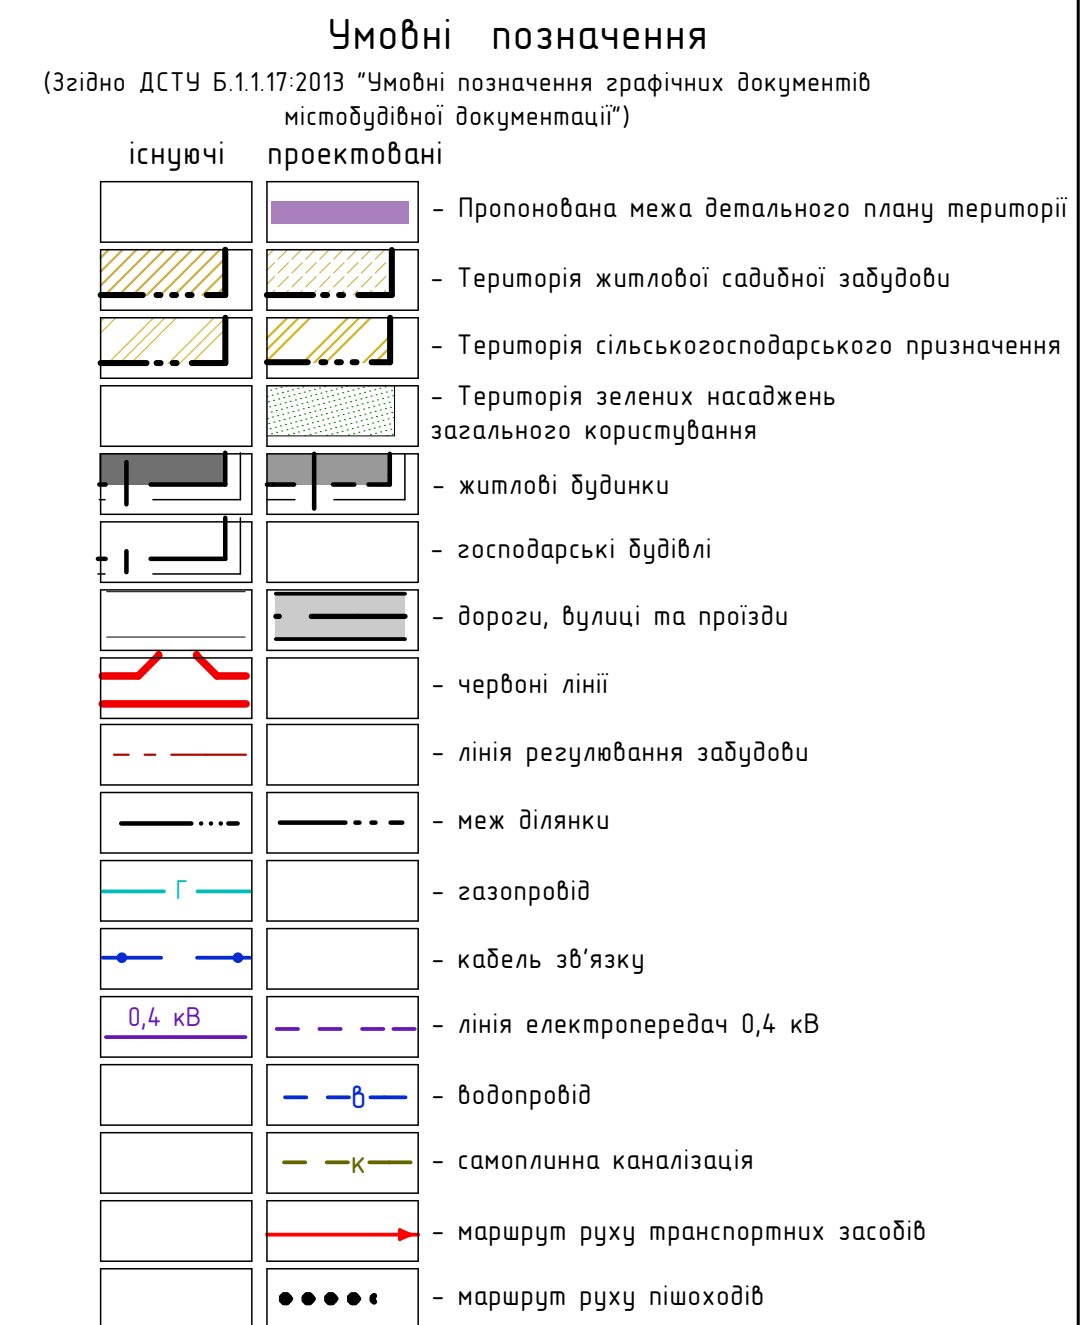 Умовні позначення
(Згідно ДСТУ Б.1.1.17:2013 "Умовні позначення графічних документів
містобудівної документації")
існуючі проектовані
- Пропонована межа детального плану території
- Територія житлової садибної забудови
- Територія сільськогосподарського призначення
- Територія зелених насаджень
загального користування
- житлові будинки
- господарські будівлі
- дороги, вулиці та проїзди
- червоні лінії
- лінія регулювання забудови
- меж ділянки
Г - газопровід
- кабель зв'язку
0,4 кВ - лінія електропередач 0,4 кВ
в - водопровід
к - самоплинна каналізація
- маршрут руху транспортних засобів
- маршрут руху пішоходів